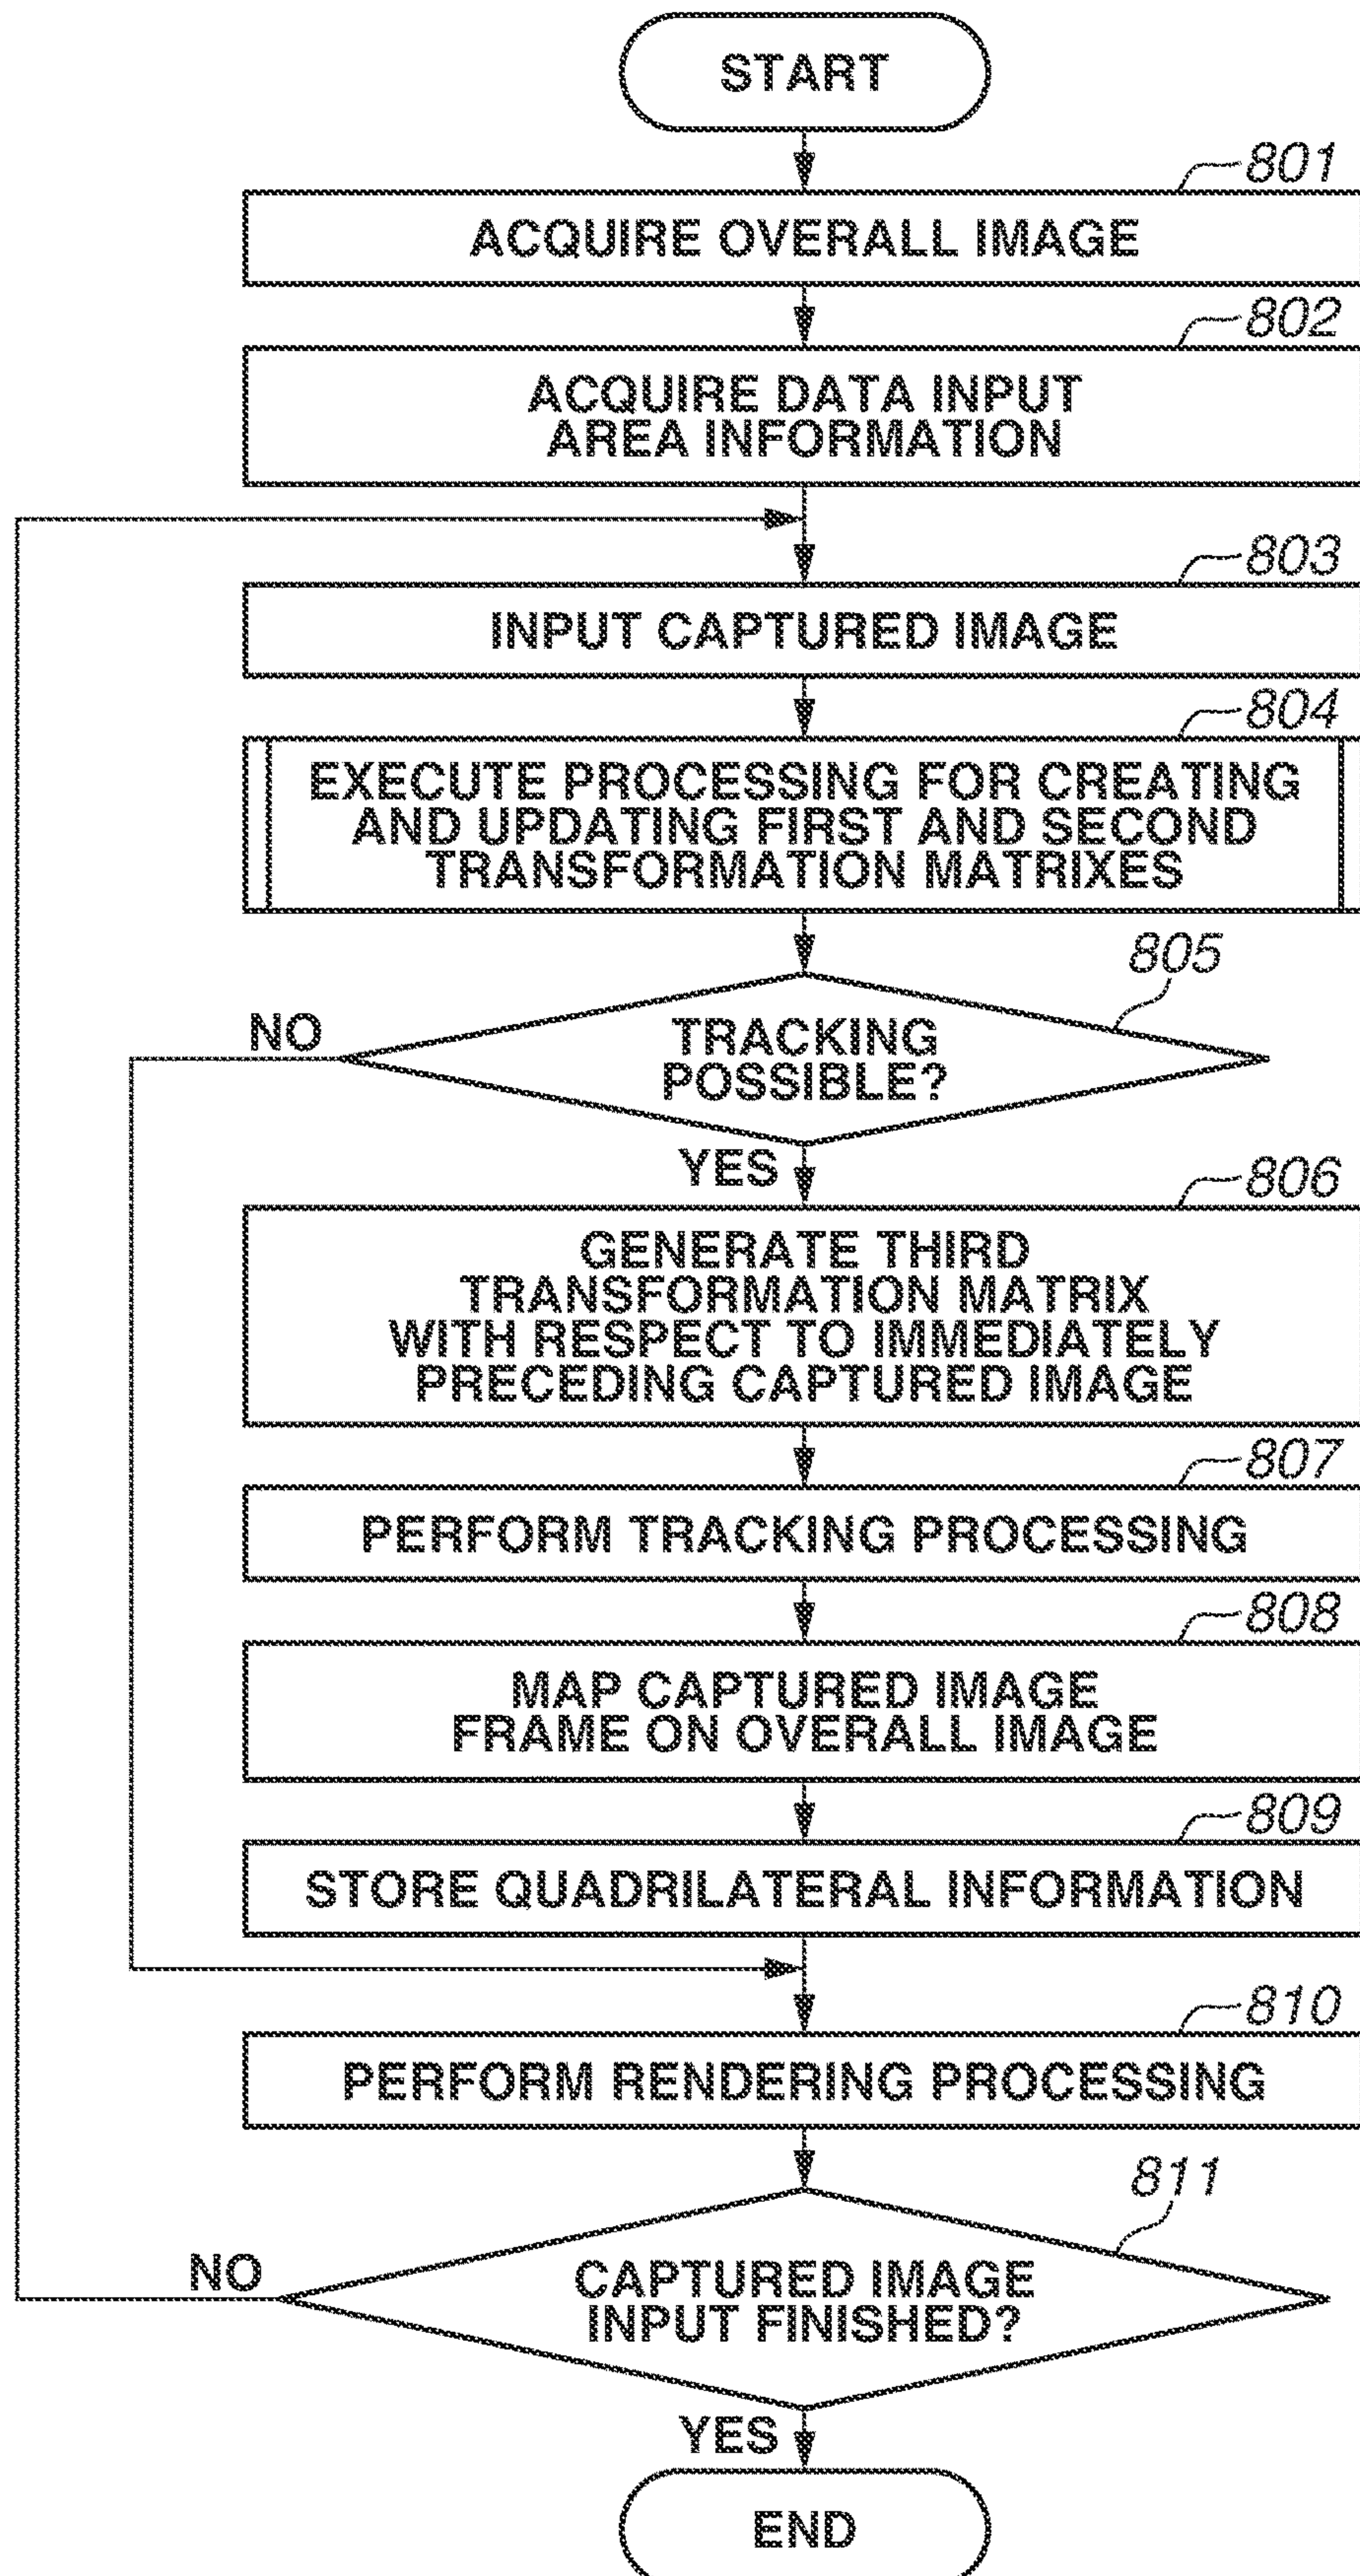 START
801
ACQUIRE OVERALL IMAGE
802
ACQUIRE DATA INPUT
AREA INFORMATION
803
INPUT CAPTURED IMAGE
804
EXECUTE PROCESSING FOR CREATING
AND UPDATING FIRST AND SECOND
TRANSFORMATION MATRIXES
805
NO
TRACKING
POSSIBLE?
YES
806
GENERATE THIRD
TRANSFORMATION MATRIX
WITH RESPECT TO IMMEDIATELY
PRECEDING CAPTURED IMAGE
807
PERFORM TRACKING PROCESSING
808
MAP CAPTURED IMAGE
FRAME ON OVERALL IMAGE
809
STORE QUADRILATERAL INFORMATION
810
PERFORM RENDERING PROCESSING
811
NO
CAPTURED IMAGE
INPUT FINISHED?
YES
END